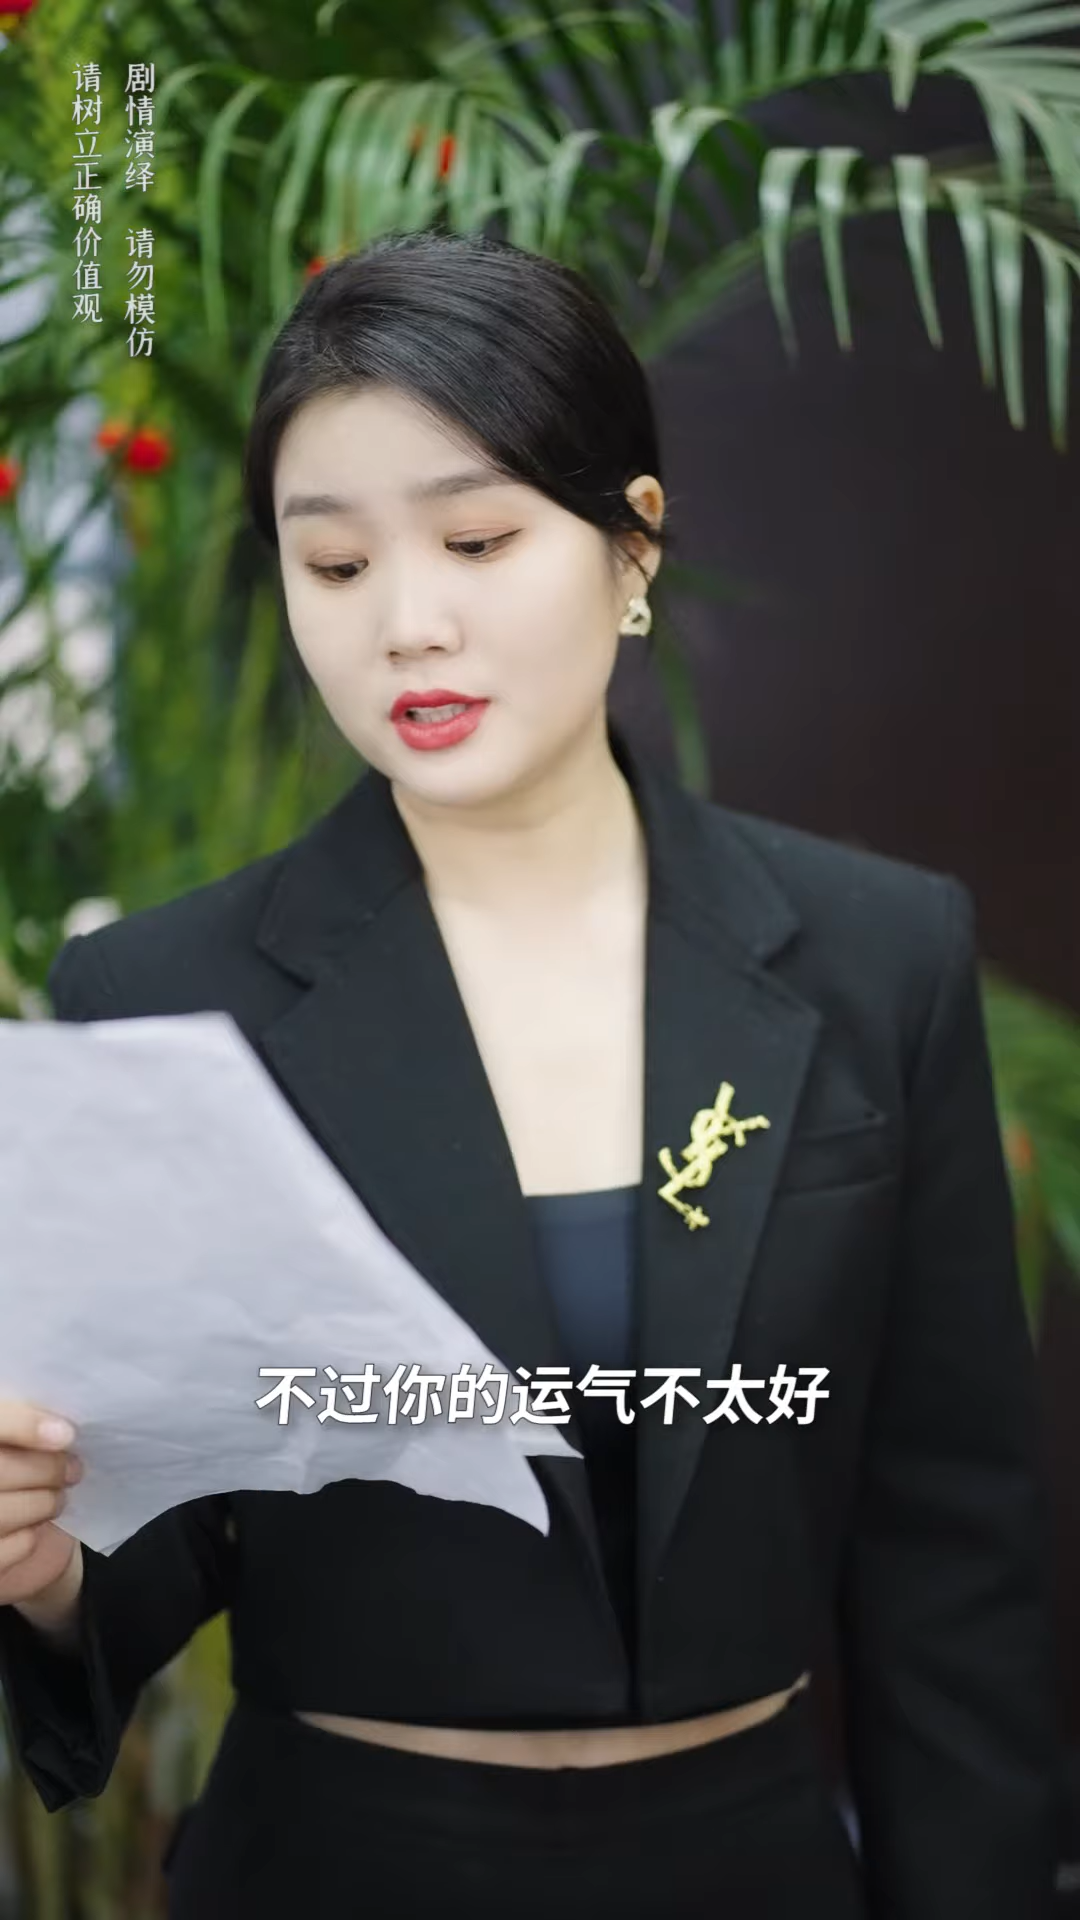 剧情演绎 请勿模仿
请树立正确价值观
不过你的运气不太好